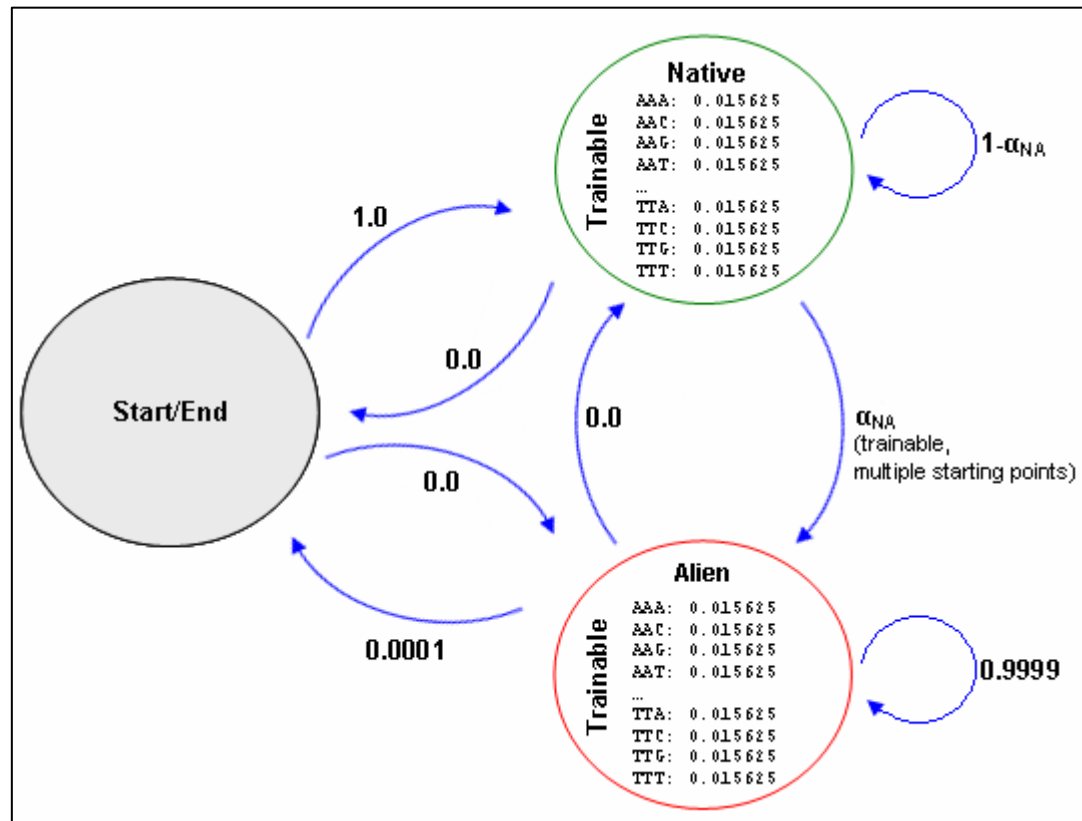 Native
Trainable
AAA: 0.015625
AAC: 0.015625
AAG: 0.015625
AAT: 0.015625
…
TTA: 0.015625
TTC: 0.015625
TTG: 0.015625
TTT: 0.015625
1-αNA
1.0
0.0
Start/End
0.0
αNA
(trainable,
multiple starting points)
0.0
0.0001
Alien
Trainable
AAA: 0.015625
AAC: 0.015625
AAG: 0.015625
AAT: 0.015625
…
TTA: 0.015625
TTC: 0.015625
TTG: 0.015625
TTT: 0.015625
0.9999